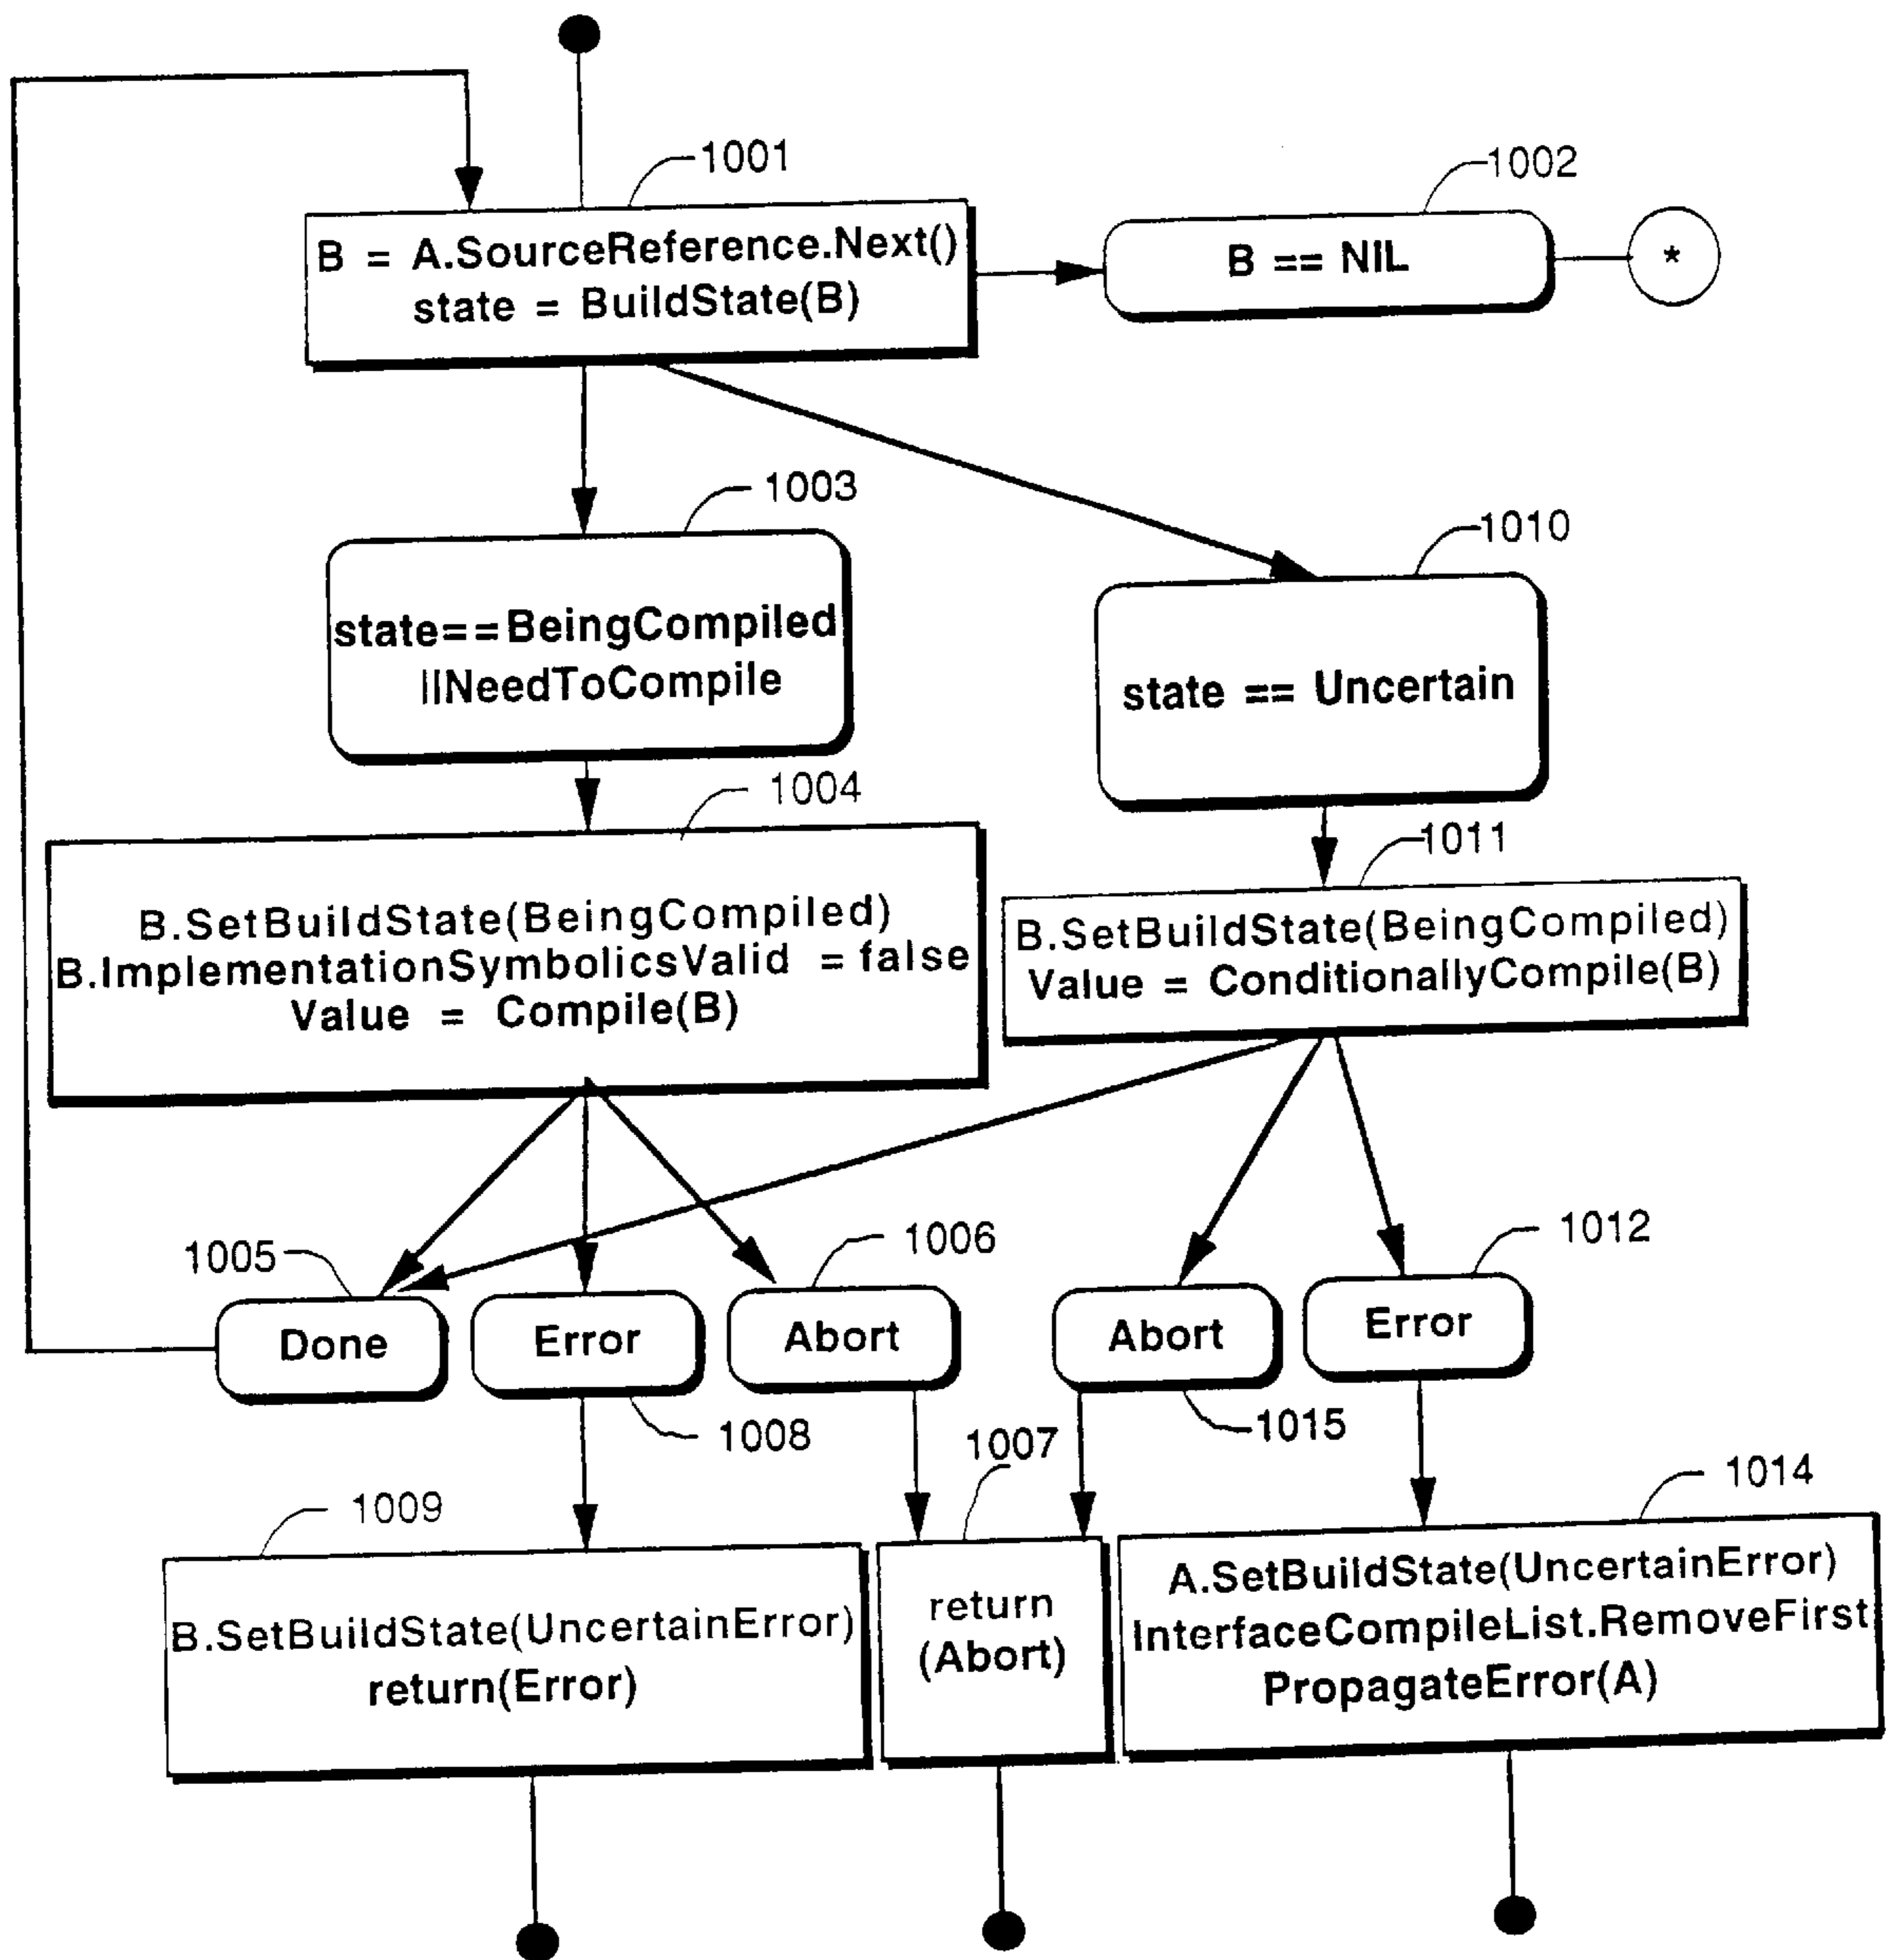 1001
1002
B = A.SourceReference.Next()
state = BuildState(B)
B == NIL
*
1003
1010
state==BeingCompiled
||NeedToCompile
state == Uncertain
1004
1011
B.SetBuildState(BeingCompiled)
B.ImplementationSymbolicsValid = false
Value = Compile(B)
B.SetBuildState(BeingCompiled)
Value = ConditionallyCompile(B)
1005
1006
1012
Done
Error
Abort
Abort
Error
1008
1007
1015
1009
1014
B.SetBuildState(UncertainError)
return(Error)
return
(Abort)
A.SetBuildState(UncertainError)
InterfaceCompileList.RemoveFirst
PropagateError(A)